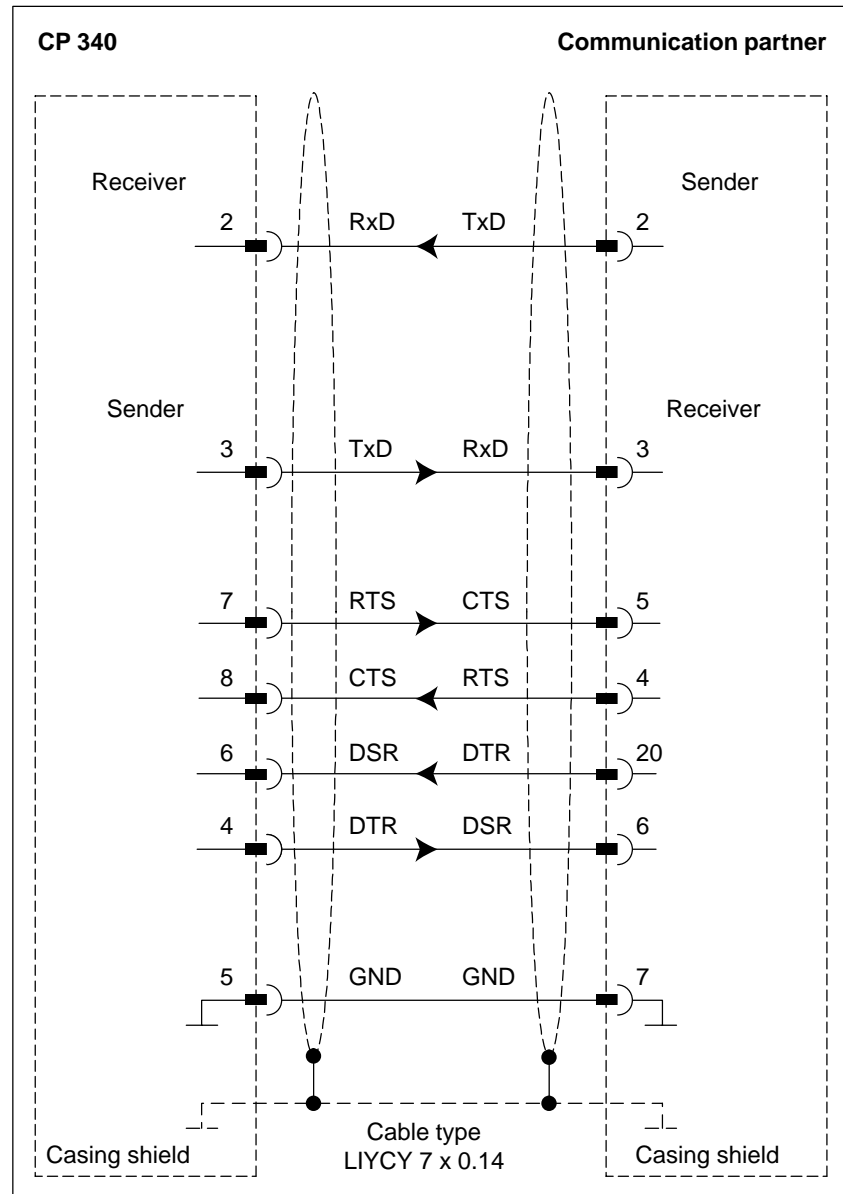 CP 340 Communication partner
Receiver Sender
2 RxD TxD 2
Sender Receiver
3 TxD RxD 3
7 RTS CTS 5
8 CTS RTS 4
6 DSR DTR 20
4 DTR DSR 6
5 GND GND 7
Cable type
Casing shield LIYCY 7 x 0.14 Casing shield